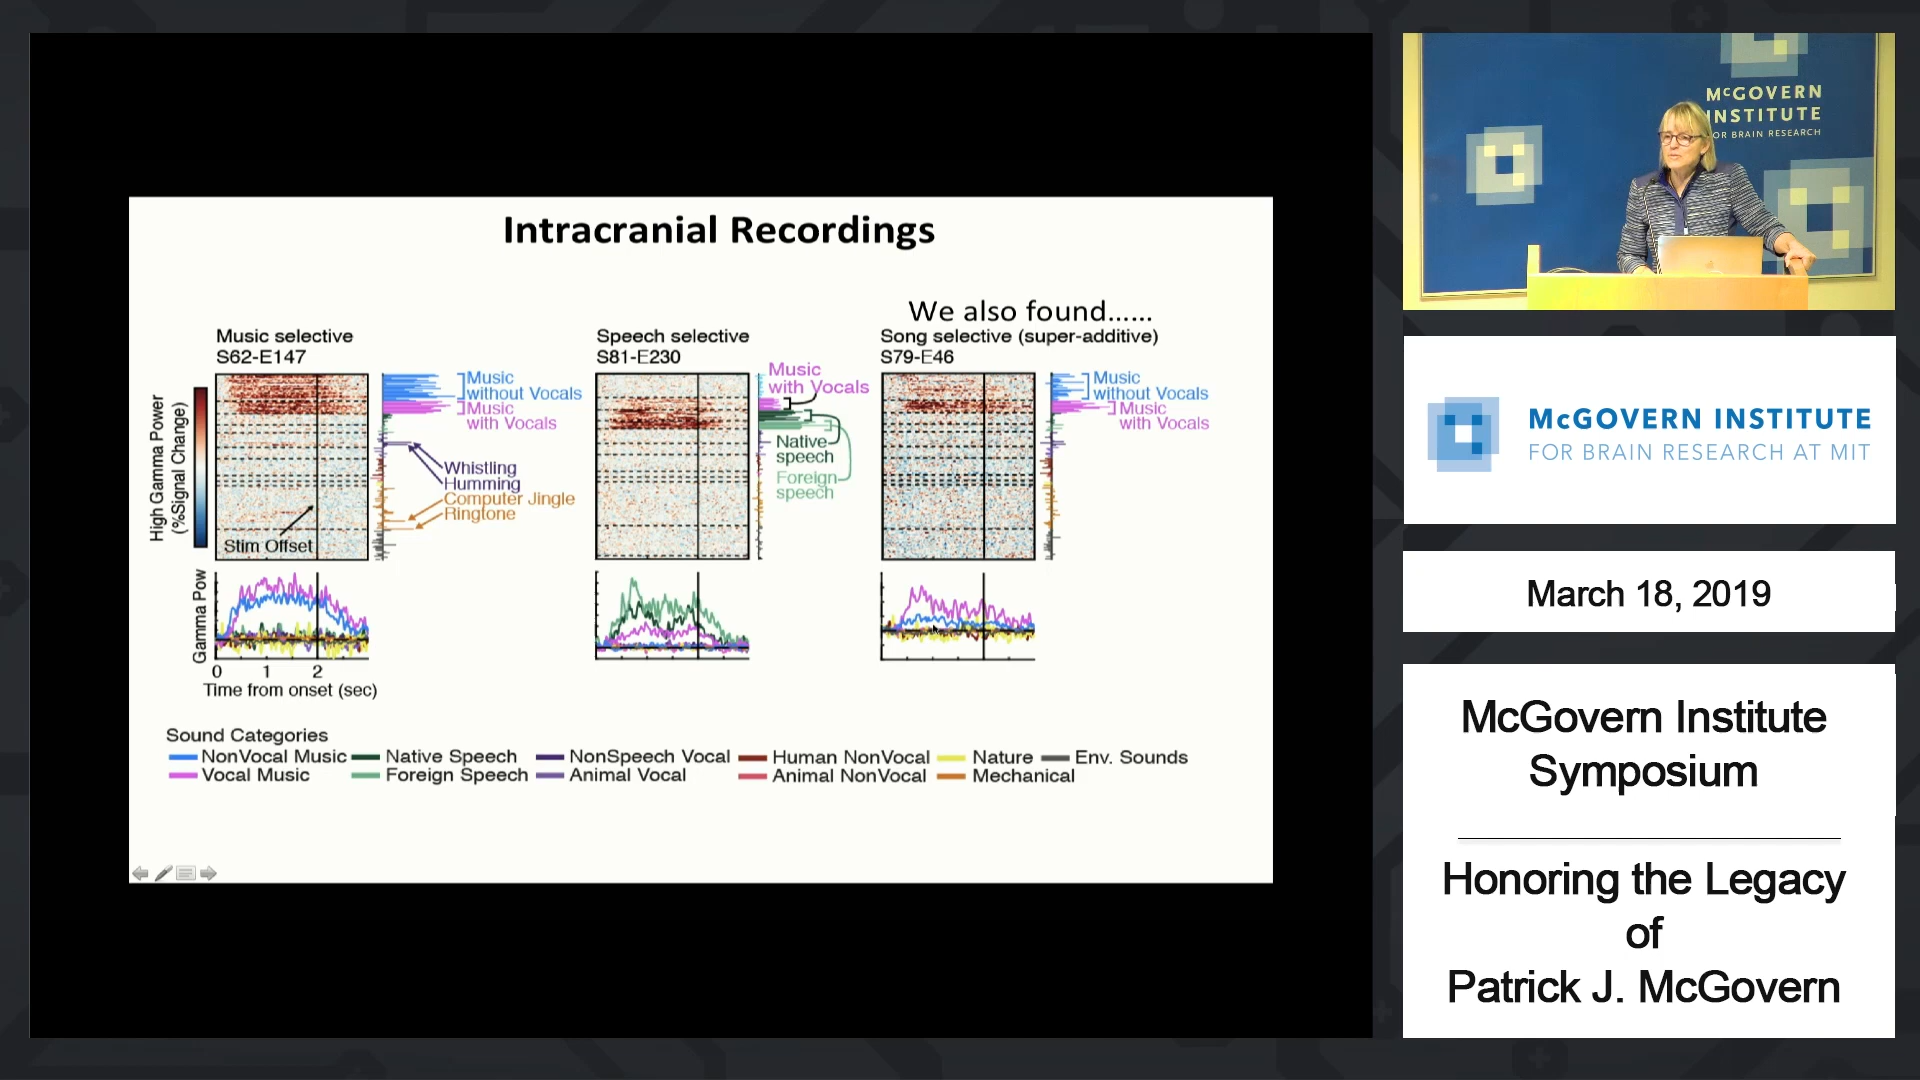 Intracranial Recordings
We also found......
Music selective
S62-E147
High Gamma Power
(%Signal Change)
Music
without Vocals
Music
with Vocals
Whistling
Humming
Computer Jingle
Ringtone
Stim Offset
Gamma Pow
0 1 2
Time from onset (sec)
Speech selective
S81-E230
Music
with Vocals
Native
speech
Foreign
speech
Song selective (super-additive)
S79-E46
Music
without Vocals
Music
with Vocals
Sound Categories
NonVocal Music Native Speech NonSpeech Vocal Human NonVocal Nature Env. Sounds
Vocal Music Foreign Speech Animal Vocal Animal NonVocal Mechanical
McGOVERN
INSTITUTE
FOR BRAIN RESEARCH
McGOVERN INSTITUTE
FOR BRAIN RESEARCH AT MIT
March 18, 2019
McGovern Institute
Symposium
Honoring the Legacy
of
Patrick J. McGovern